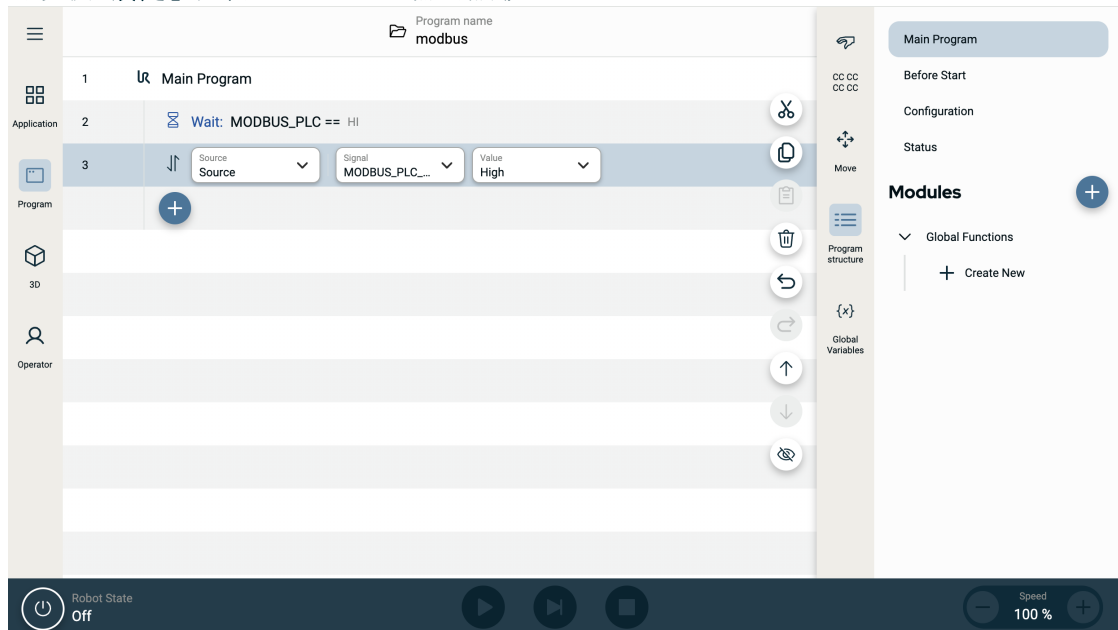 Program name
modbus
Application
Program
3D
Operator
1 Main Program
2 Wait: MODBUS_PLC == HI
3 Source Source Signal MODBUS_PLC_... Value High
CC CC
CC CC
Move
Program
structure
{x}
Global
Variables
Main Program
Before Start
Configuration
Status
Modules
Global Functions
Create New
Robot State
Off
Speed
100 %